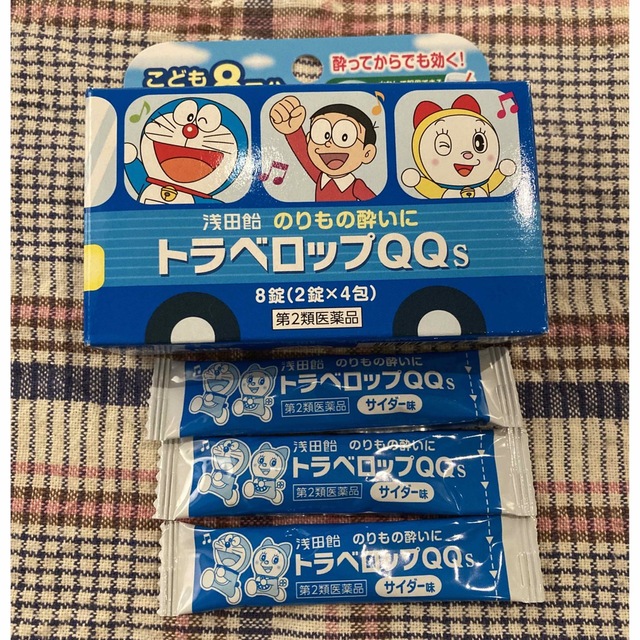 こども8回分
酔ってからでも効く!
浅田飴 のりもの酔いに
トラベロップQQs
8錠(2錠×4包)
第2類医薬品
浅田飴 のりもの酔いに
トラベロップQQs
第2類医薬品 サイダー味
浅田飴 のりもの酔いに
トラベロップQQs
第2類医薬品 サイダー味
浅田飴 のりもの酔いに
トラベロップQQs
第2類医薬品 サイダー味